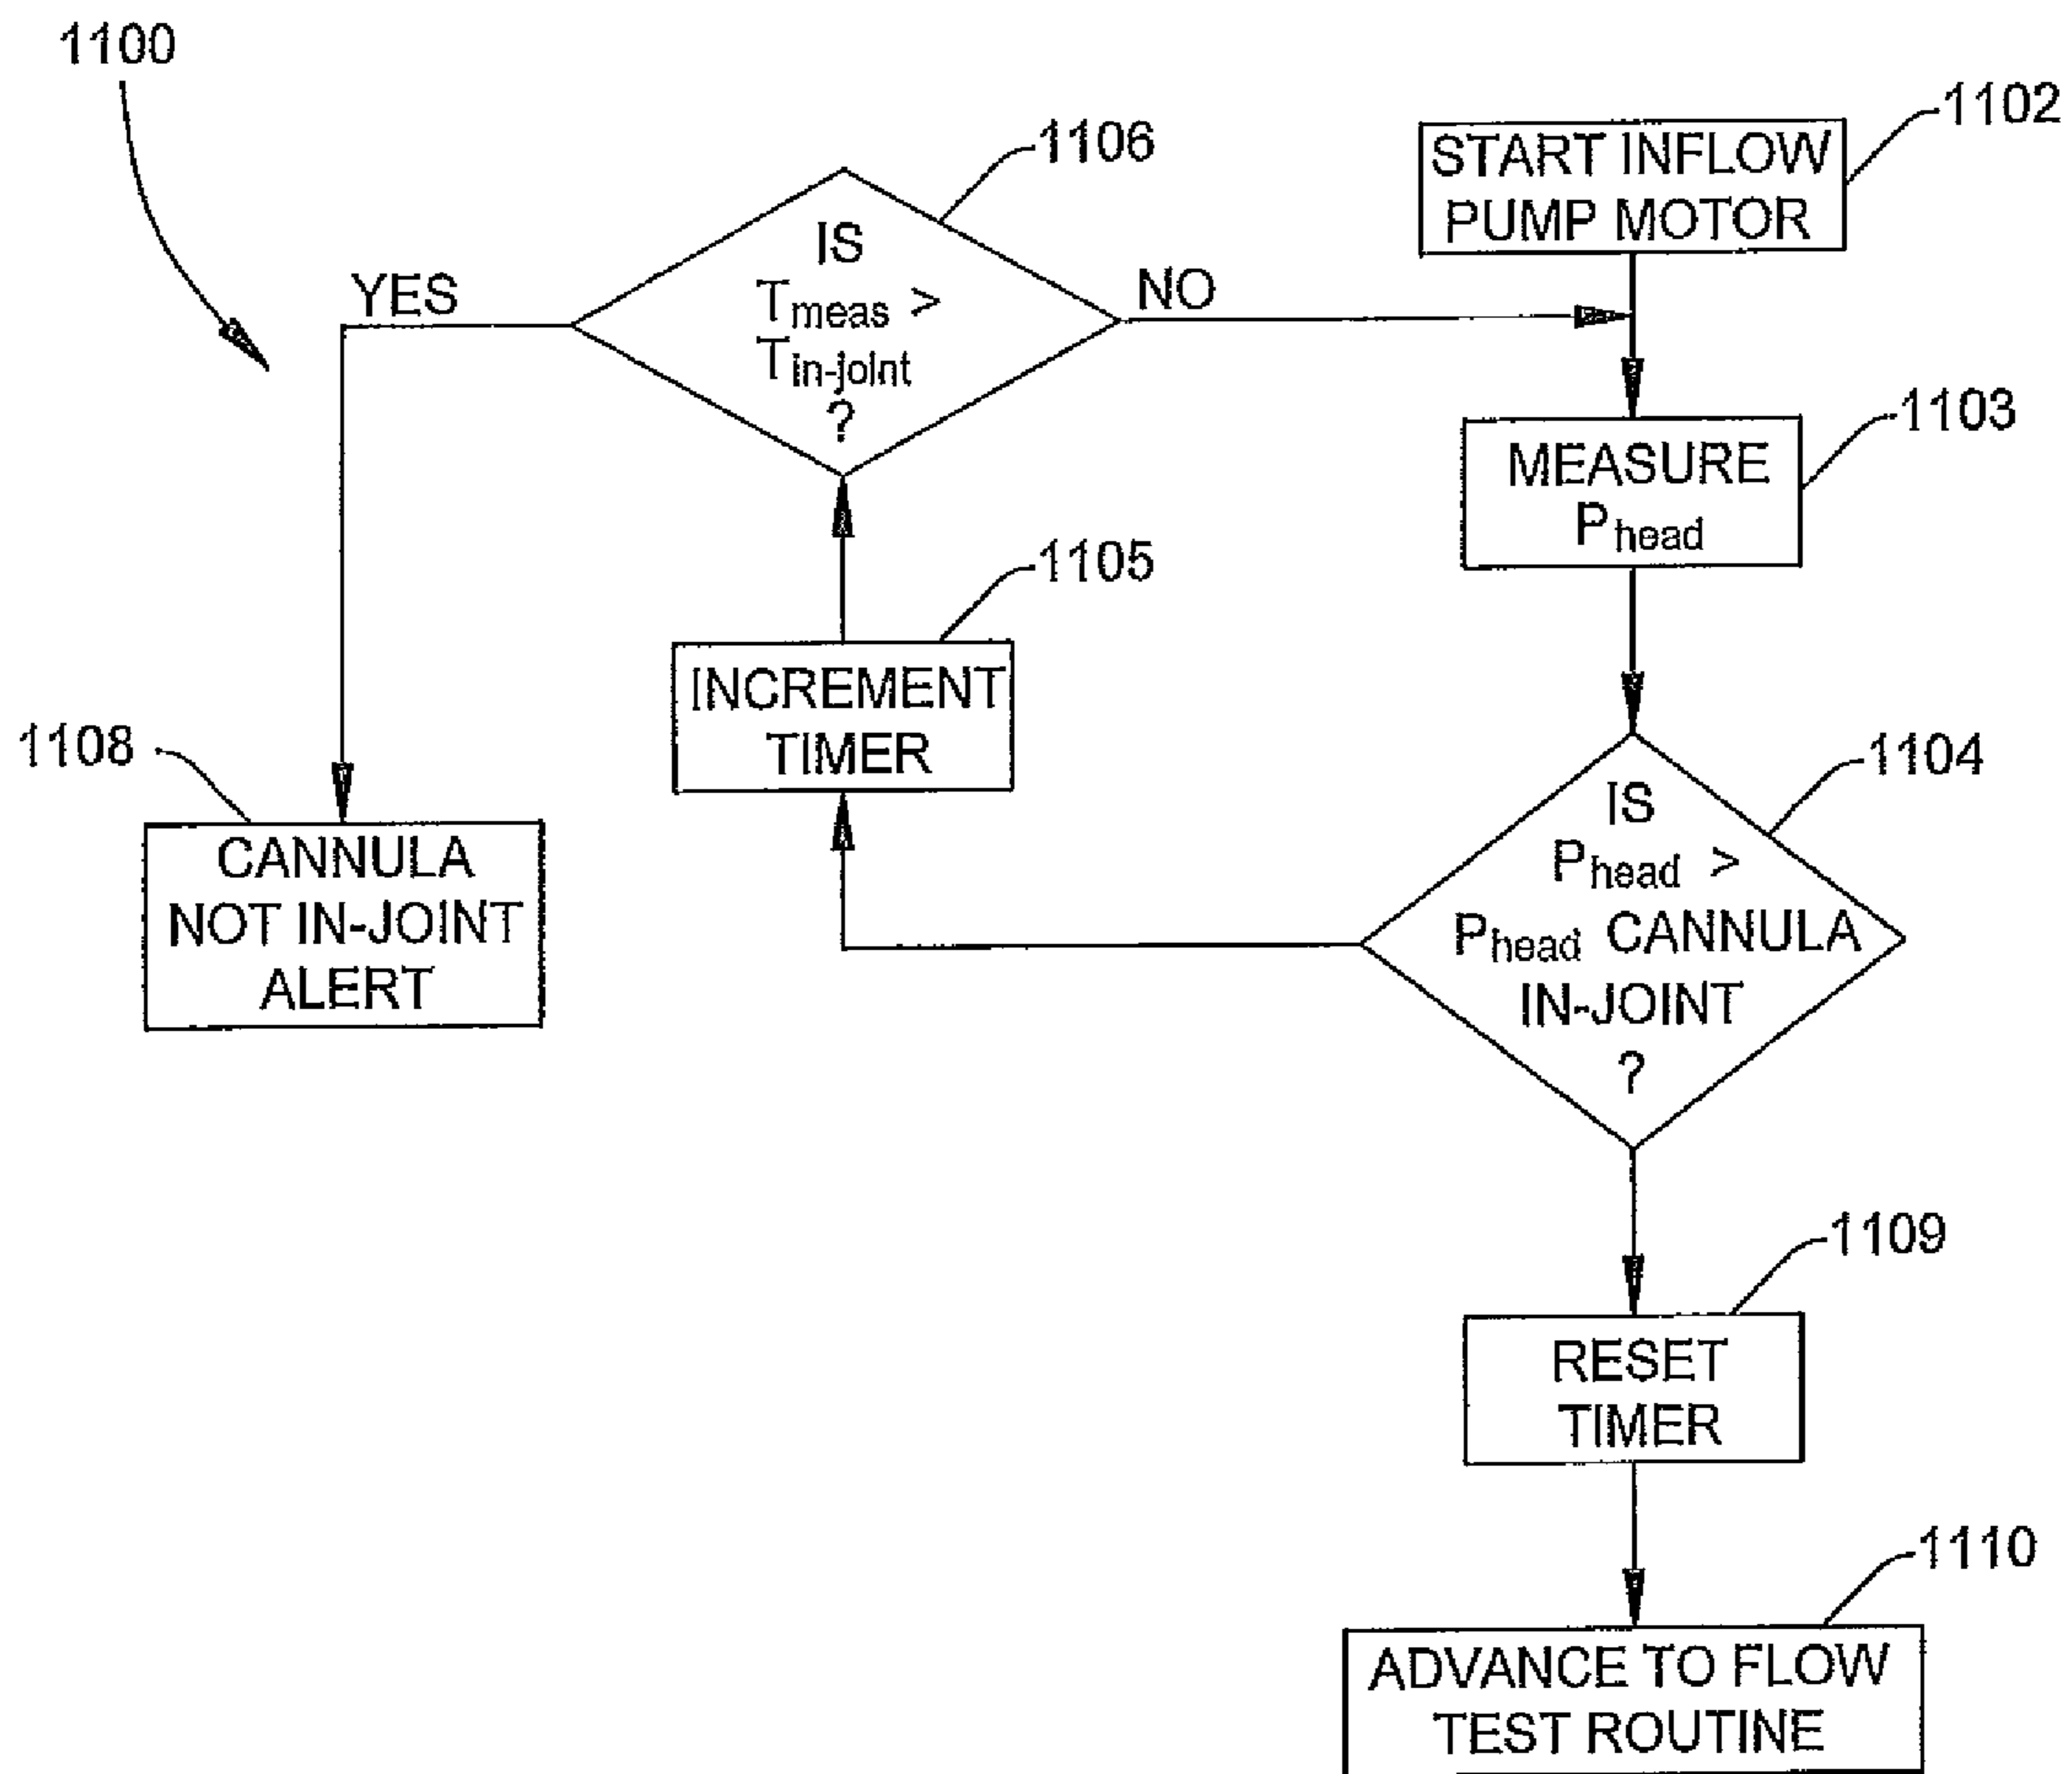 1100
1102
START INFLOW
PUMP MOTOR
1106
IS
Tmeas >
Tin-joint
?
YES
NO
1103
MEASURE
Phead
1105
INCREMENT
TIMER
1104
IS
Phead >
Phead CANNULA
IN-JOINT
?
1108
CANNULA
NOT IN-JOINT
ALERT
1109
RESET
TIMER
1110
ADVANCE TO FLOW
TEST ROUTINE